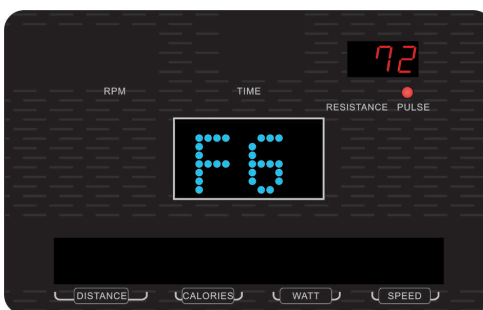 72
RPM TIME
RESISTANCE PULSE
F6
DISTANCE CALORIES WATT SPEED